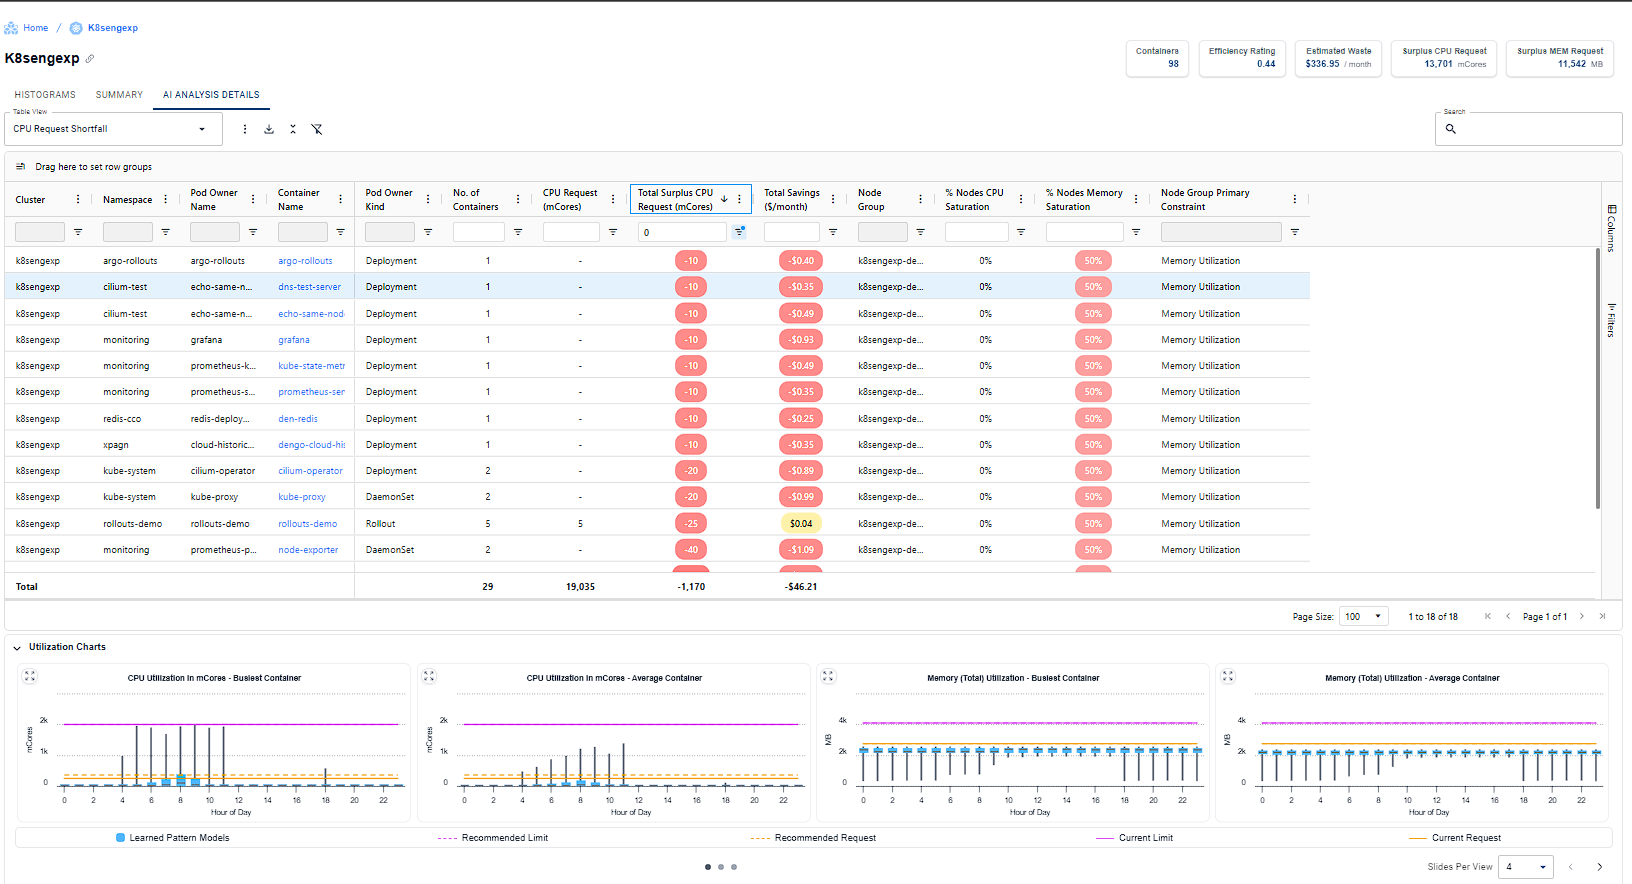 Home / K8sengexp
K8sengexp
Containers
98
Efficiency Rating
0.44
Estimated Waste
$336.95 / month
Surplus CPU Request
13,701 mCores
Surplus MEM Request
11,542 MB
HISTOGRAMS SUMMARY AI ANALYSIS DETAILS
Table View
CPU Request Shortfall
Search
Drag here to set row groups
Cluster Namespace Pod Owner Name Container Name Pod Owner Kind No. of Containers CPU Request (mCores) Total Surplus CPU Request (mCores) Total Savings ($/month) Node Group % Nodes CPU Saturation % Nodes Memory Saturation Node Group Primary Constraint
0
k8sengexp argo-rollouts argo-rollouts argo-rollouts Deployment 1 - -10 -$0.40 k8sengexp-de... 0% 50% Memory Utilization
k8sengexp cilium-test echo-same-n... dns-test-server Deployment 1 - -10 -$0.35 k8sengexp-de... 0% 50% Memory Utilization
k8sengexp cilium-test echo-same-n... echo-same-node Deployment 1 - -10 -$0.49 k8sengexp-de... 0% 50% Memory Utilization
k8sengexp monitoring grafana grafana Deployment 1 - -10 -$0.93 k8sengexp-de... 0% 50% Memory Utilization
k8sengexp monitoring prometheus-k... kube-state-metr Deployment 1 - -10 -$0.49 k8sengexp-de... 0% 50% Memory Utilization
k8sengexp monitoring prometheus-s... prometheus-ser Deployment 1 - -10 -$0.35 k8sengexp-de... 0% 50% Memory Utilization
k8sengexp redis-cco redis-deploy... den-redis Deployment 1 - -10 -$0.25 k8sengexp-de... 0% 50% Memory Utilization
k8sengexp xpagn cloud-historic... dengo-cloud-his Deployment 1 - -10 -$0.35 k8sengexp-de... 0% 50% Memory Utilization
k8sengexp kube-system cilium-operator cilium-operator Deployment 2 - -20 -$0.89 k8sengexp-de... 0% 50% Memory Utilization
k8sengexp kube-system kube-proxy kube-proxy DaemonSet 2 - -20 -$0.99 k8sengexp-de... 0% 50% Memory Utilization
k8sengexp rollouts-demo rollouts-demo rollouts-demo Rollout 5 5 -25 $0.04 k8sengexp-de... 0% 50% Memory Utilization
k8sengexp monitoring prometheus-p... node-exporter DaemonSet 2 - -40 -$1.09 k8sengexp-de... 0% 50% Memory Utilization
Total 29 19,035 -1,170 -$46.21
Columns
Filters
Page Size: 100 1 to 18 of 18 Page 1 of 1
Utilization Charts
CPU Utilization in mCores - Busiest Container
mCores
2k
1k
0
0 2 4 6 8 10 12 14 16 18 20 22
Hour of Day
CPU Utilization in mCores - Average Container
mCores
2k
1k
0
0 2 4 6 8 10 12 14 16 18 20 22
Hour of Day
Memory (Total) Utilization - Busiest Container
MB
4k
2k
0
0 2 4 6 8 10 12 14 16 18 20 22
Hour of Day
Memory (Total) Utilization - Average Container
MB
4k
2k
0
0 2 4 6 8 10 12 14 16 18 20 22
Hour of Day
Learned Pattern Models Recommended Limit Recommended Request Current Limit Current Request
Slides Per View 4